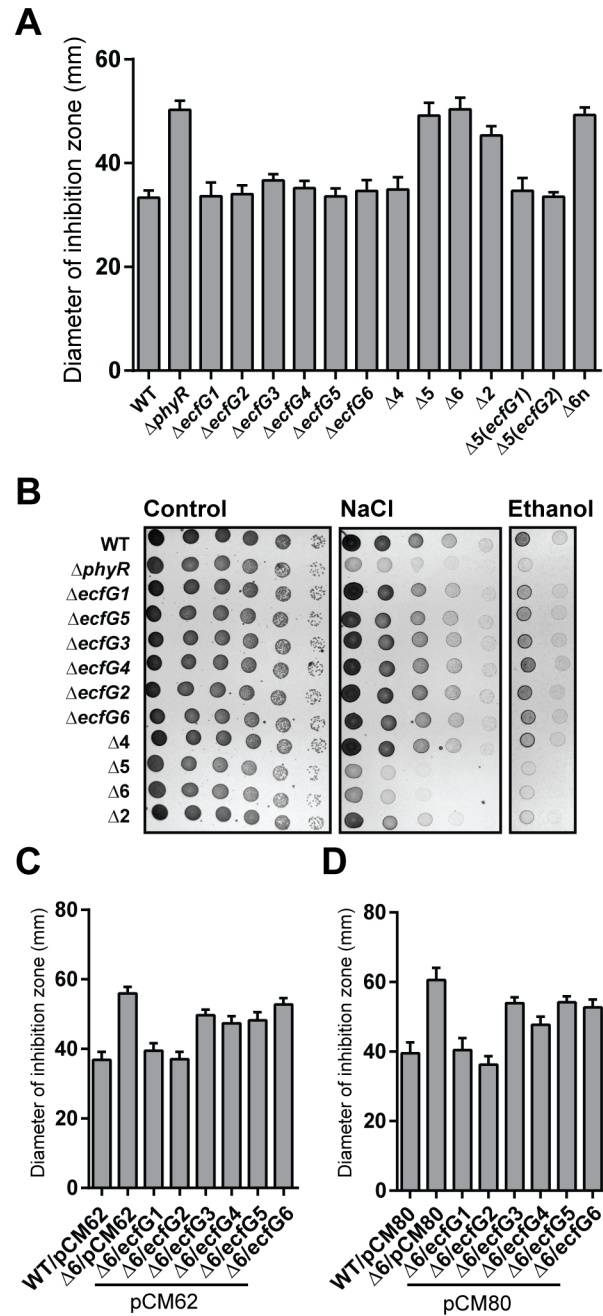 A
Diameter of inhibition zone (mm)
60
40
20
0
WT
ΔphyR
ΔecfG1
ΔecfG2
ΔecfG3
ΔecfG4
ΔecfG5
ΔecfG6
Δ4
Δ5
Δ6
Δ2
Δ5(ecfG1)
Δ5(ecfG2)
Δ6n
B
Control
NaCl
Ethanol
WT
ΔphyR
ΔecfG1
ΔecfG5
ΔecfG3
ΔecfG4
ΔecfG2
ΔecfG6
Δ4
Δ5
Δ6
Δ2
C
Diameter of inhibition zone (mm)
80
60
40
20
0
WT/pCM62
Δ6/pCM62
Δ6/ecfG1
Δ6/ecfG2
Δ6/ecfG3
Δ6/ecfG4
Δ6/ecfG5
Δ6/ecfG6
pCM62
D
Diameter of inhibition zone (mm)
80
60
40
20
0
WT/pCM80
Δ6/pCM80
Δ6/ecfG1
Δ6/ecfG2
Δ6/ecfG3
Δ6/ecfG4
Δ6/ecfG5
Δ6/ecfG6
pCM80